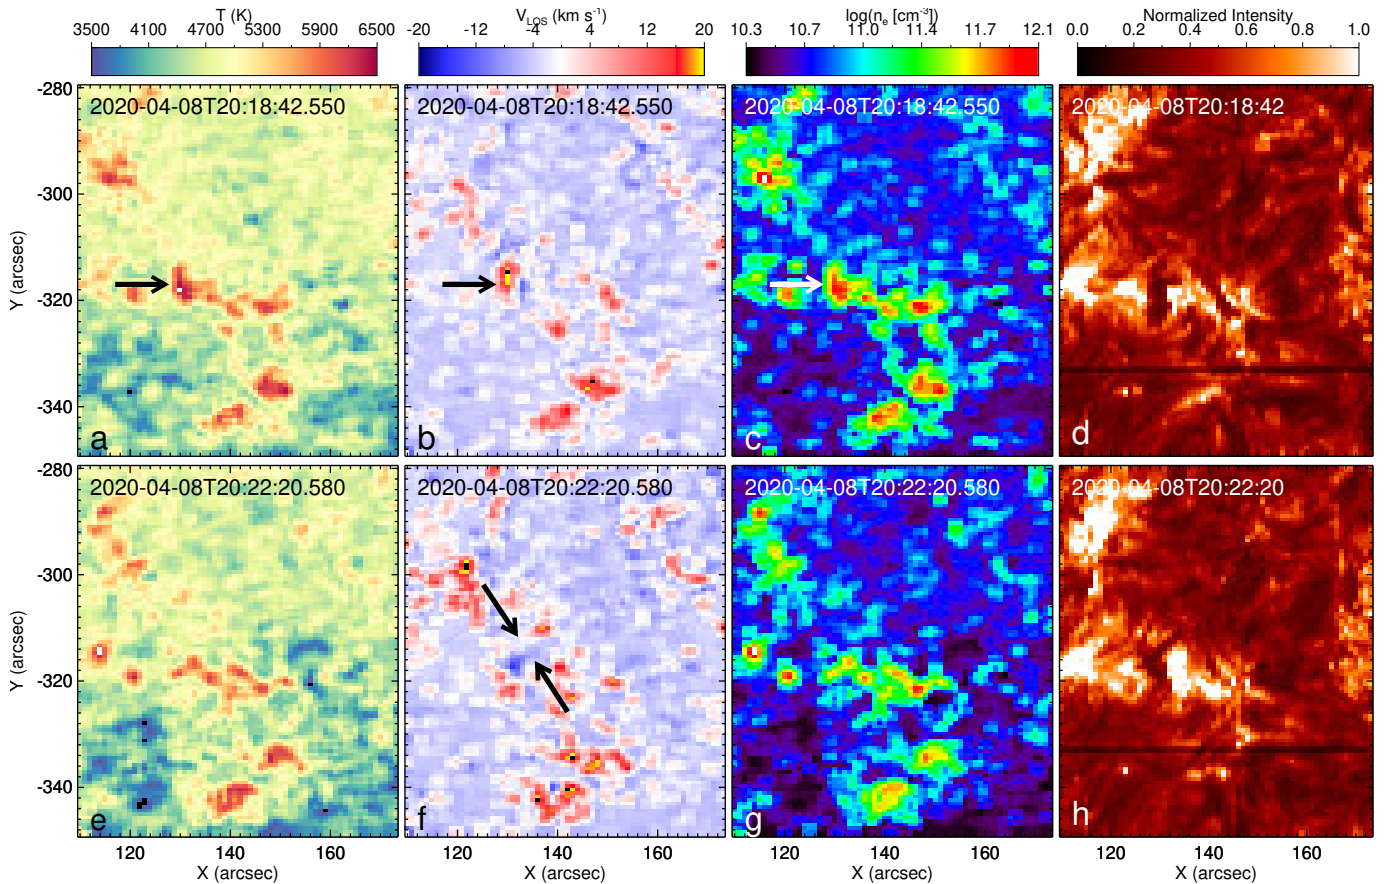 T (K)
3500 4100 4700 5300 5900 6500
V_LOS (km s⁻¹)
-20 -12 -4 4 12 20
log(n_e [cm⁻³])
10.3 10.7 11.0 11.4 11.7 12.1
Normalized Intensity
0.0 0.2 0.4 0.6 0.8 1.0
2020-04-08T20:18:42.550
2020-04-08T20:18:42.550
2020-04-08T20:18:42.550
2020-04-08T20:18:42
-280
-300
-320
-340
Y (arcsec)
a
b
c
d
2020-04-08T20:22:20.580
2020-04-08T20:22:20.580
2020-04-08T20:22:20.580
2020-04-08T20:22:20
-280
-300
-320
-340
Y (arcsec)
e
f
g
h
120 140 160
120 140 160
120 140 160
120 140 160
X (arcsec)
X (arcsec)
X (arcsec)
X (arcsec)